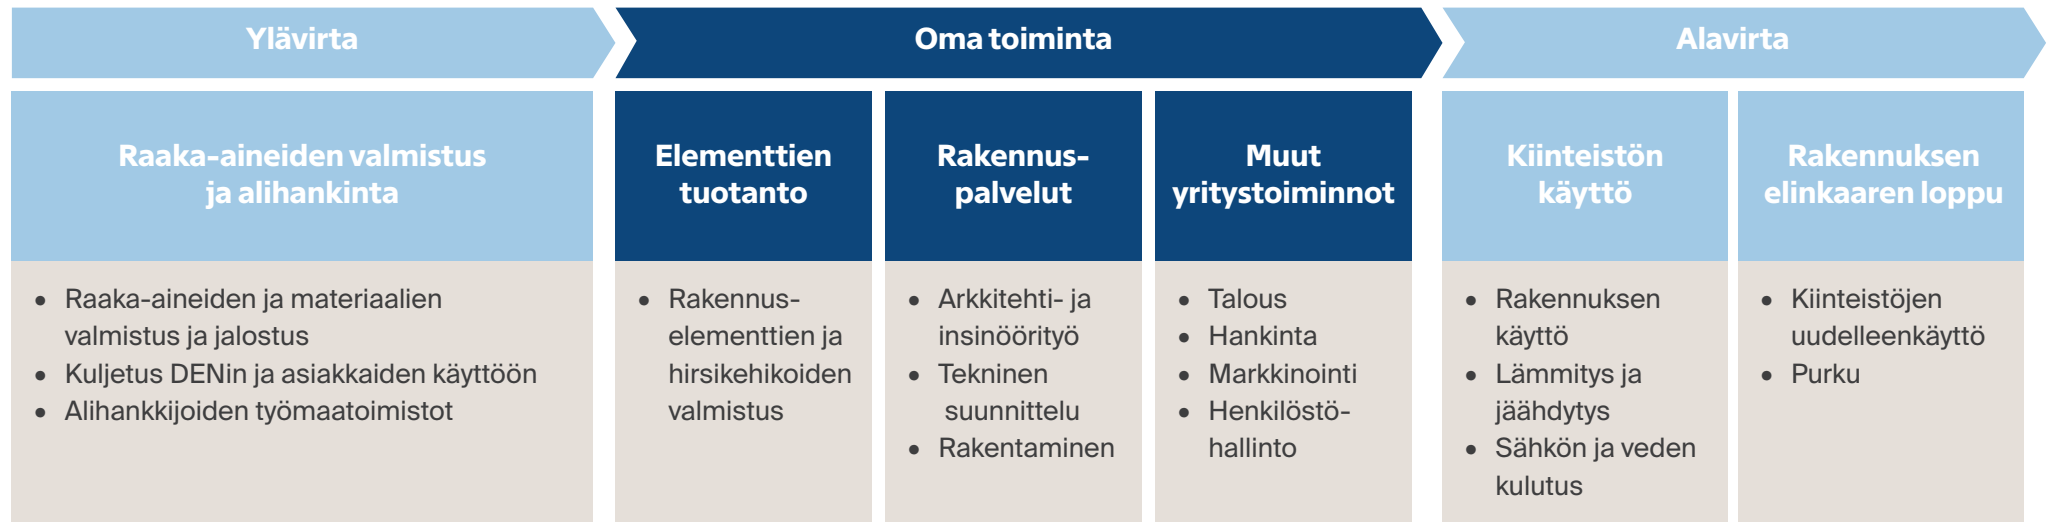 Ylävirta
Oma toiminta
Alavirta
Raaka-aineiden valmistus
ja alihankinta
• Raaka-aineiden ja materiaalien
valmistus ja jalostus
• Kuljetus DENin ja asiakkaiden käyttöön
• Alihankkijoiden työmaatoimistot
Elementtien
tuotanto
• Rakennus-
elementtien ja
hirsikehikoiden
valmistus
Rakennus-
palvelut
• Arkkitehti- ja
insinöörityö
• Tekninen
suunnittelu
• Rakentaminen
Muut
yritystoiminnot
• Talous
• Hankinta
• Markkinointi
• Henkilöstö-
hallinto
Kiinteistön
käyttö
• Rakennuksen
käyttö
• Lämmitys ja
jäähdytys
• Sähkön ja veden
kulutus
Rakennuksen
elinkaaren loppu
• Kiinteistöjen
uudelleenkäyttö
• Purku